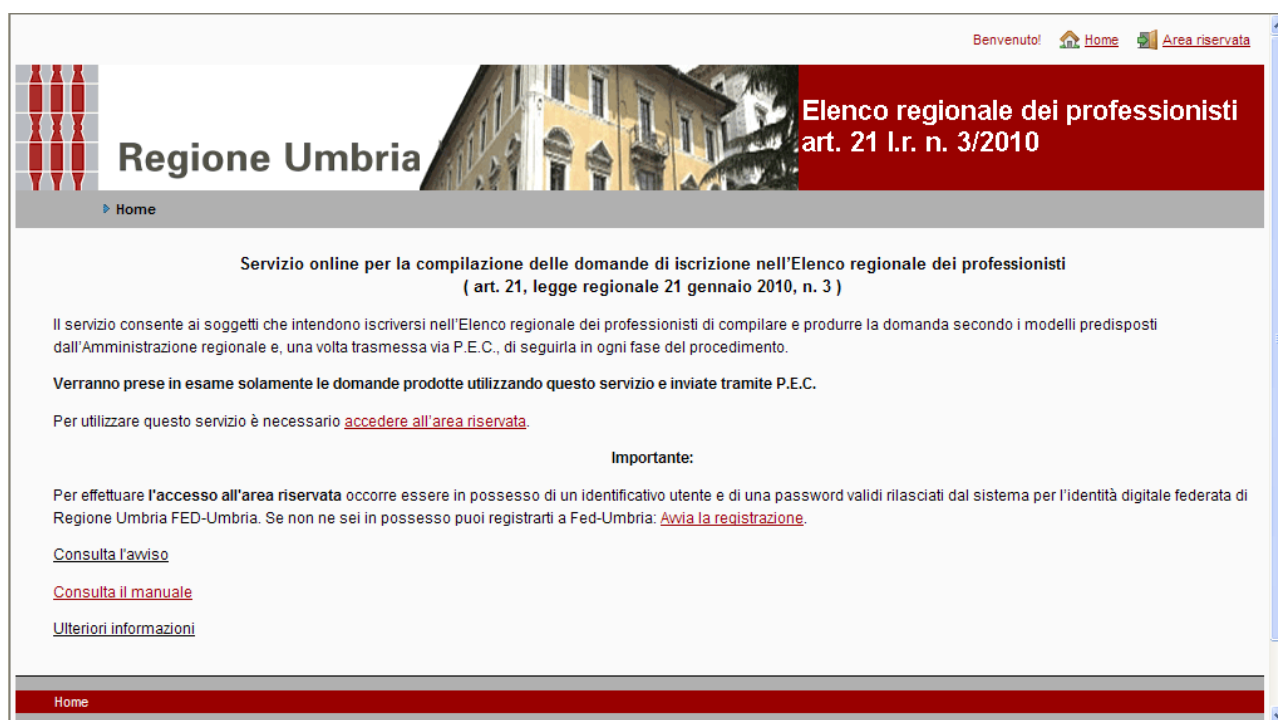 Benvenuto! Home Area riservata
Regione Umbria
Elenco regionale dei professionisti
art. 21 l.r. n. 3/2010
Home
Servizio online per la compilazione delle domande di iscrizione nell'Elenco regionale dei professionisti
( art. 21, legge regionale 21 gennaio 2010, n. 3 )
Il servizio consente ai soggetti che intendono iscriversi nell'Elenco regionale dei professionisti di compilare e produrre la domanda secondo i modelli predisposti
dall'Amministrazione regionale e, una volta trasmessa via P.E.C., di seguirla in ogni fase del procedimento.
Verranno prese in esame solamente le domande prodotte utilizzando questo servizio e inviate tramite P.E.C.
Per utilizzare questo servizio è necessario accedere all'area riservata.
Importante:
Per effettuare l'accesso all'area riservata occorre essere in possesso di un identificativo utente e di una password validi rilasciati dal sistema per l'identità digitale federata di
Regione Umbria FED-Umbria. Se non ne sei in possesso puoi registrarti a Fed-Umbria: Avvia la registrazione.
Consulta l'avviso
Consulta il manuale
Ulteriori informazioni
Home